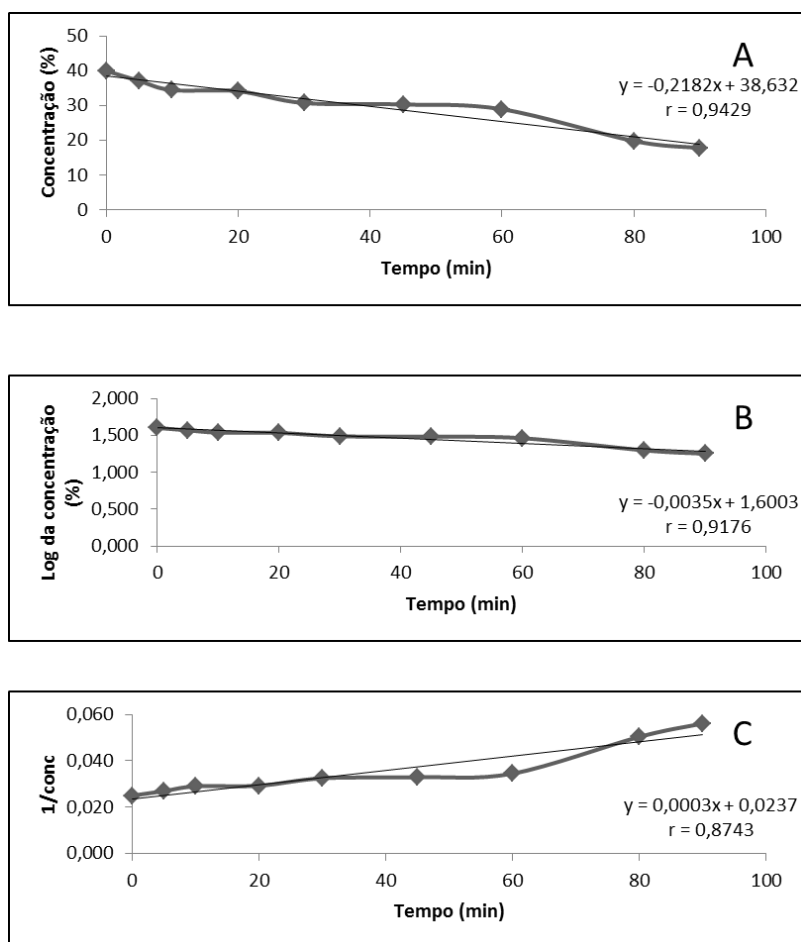 50
A
40
y = -0,2182x + 38,632
30
r = 0,9429
20
10
0
0 20 40 60 80 100
Concentração (%)
Tempo (min)
2,000
B
1,500
1,000
y = -0,0035x + 1,6003
0,500
r = 0,9176
0,000
0 20 40 60 80 100
Log da concentração
(%)
Tempo (min)
0,060
C
0,040
y = 0,0003x + 0,0237
0,020
r = 0,8743
0,000
0 20 40 60 80 100
1/conc
Tempo (min)